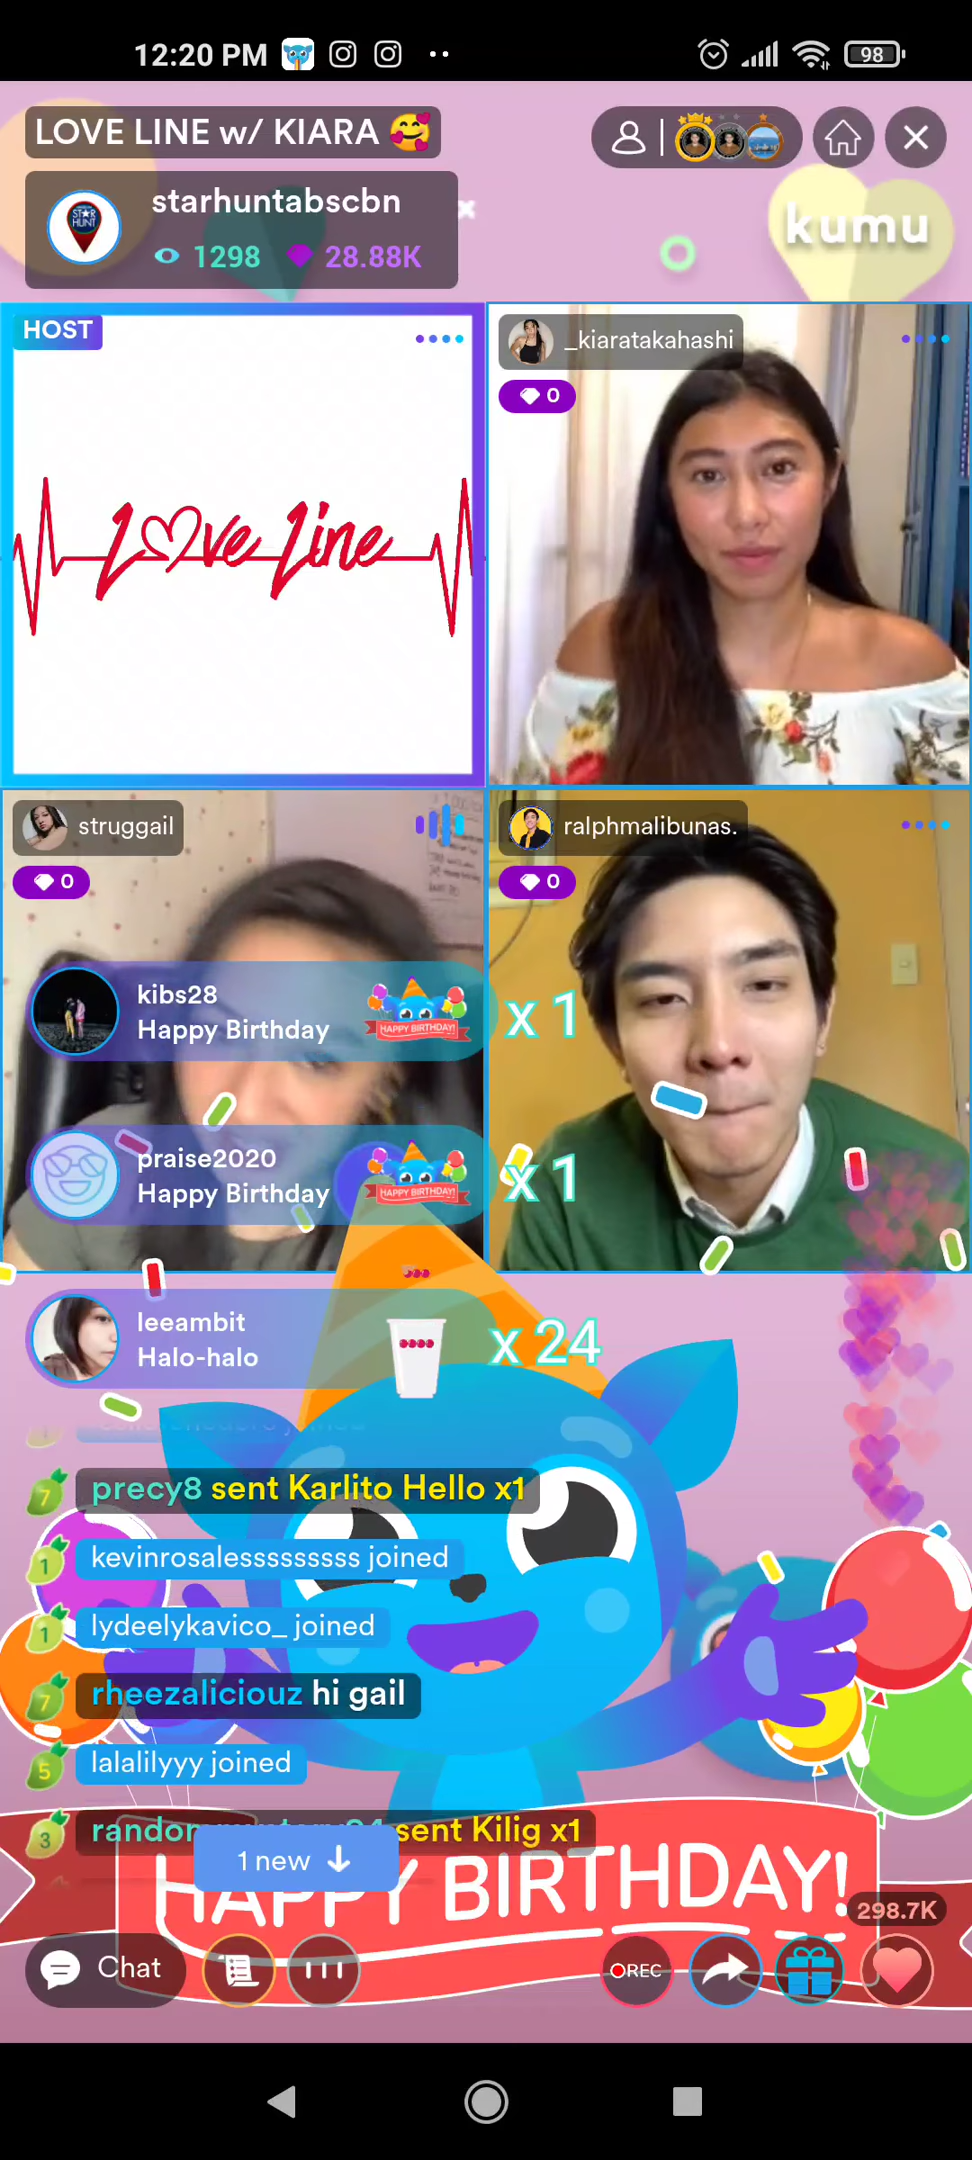 12:20 PM
98
LOVE LINE w/ KIARA
starhuntabscbn
STAR
HUNT
1298
28.88K
kumu
HOST
_kiaratakahashi
0
Love Line
struggail
0
ralphmalibunas.
0
kibs28
Happy Birthday
HAPPY BIRTHDAY!
x 1
praise2020
Happy Birthday
HAPPY BIRTHDAY!
x 1
leeambit
Halo-halo
x 24
joined
7 precy8 sent Karlito Hello x1
1 kevinrosalesssssssss joined
1 lydeelykavico_ joined
7 rheezaliciouz hi gail
5 lalalilyyy joined
3 sent Kilig x1
1 new
HAPPY BIRTHDAY!
298.7K
Chat
REC